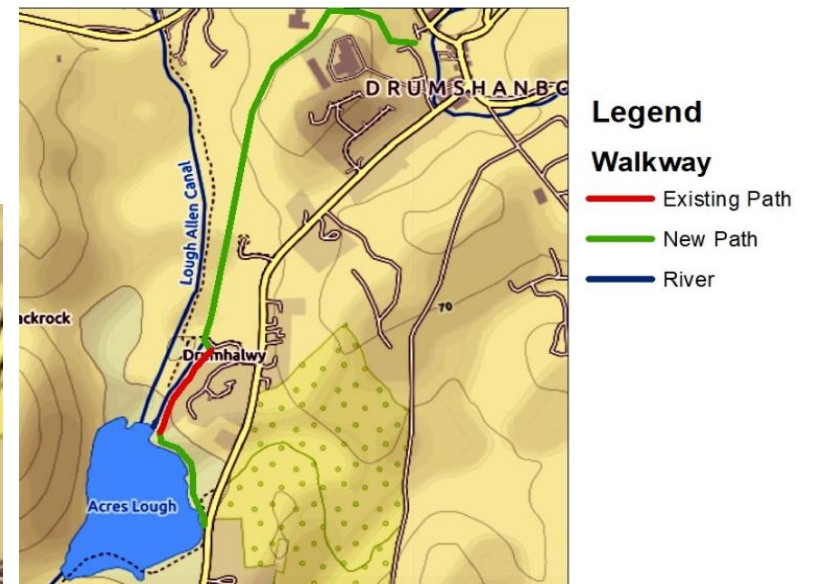 DRUMSHANBO
Lough Allen Canal
ackrock
Drumhalwy
70
Acres Lough
Legend
Walkway
Existing Path
New Path
River